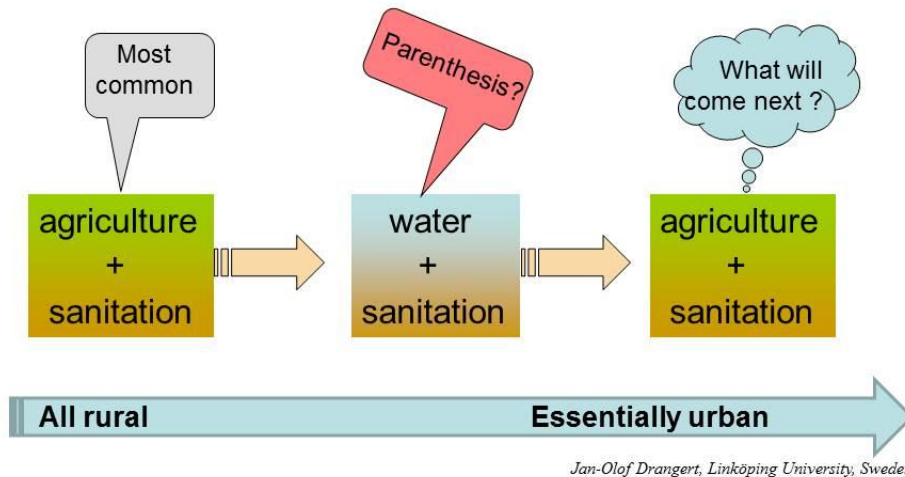 Most
common
Parenthesis?
What will
come next ?
agriculture
+
sanitation
water
+
sanitation
agriculture
+
sanitation
All rural
Essentially urban
Jan-Olof Drangert, Linköping University, Swede